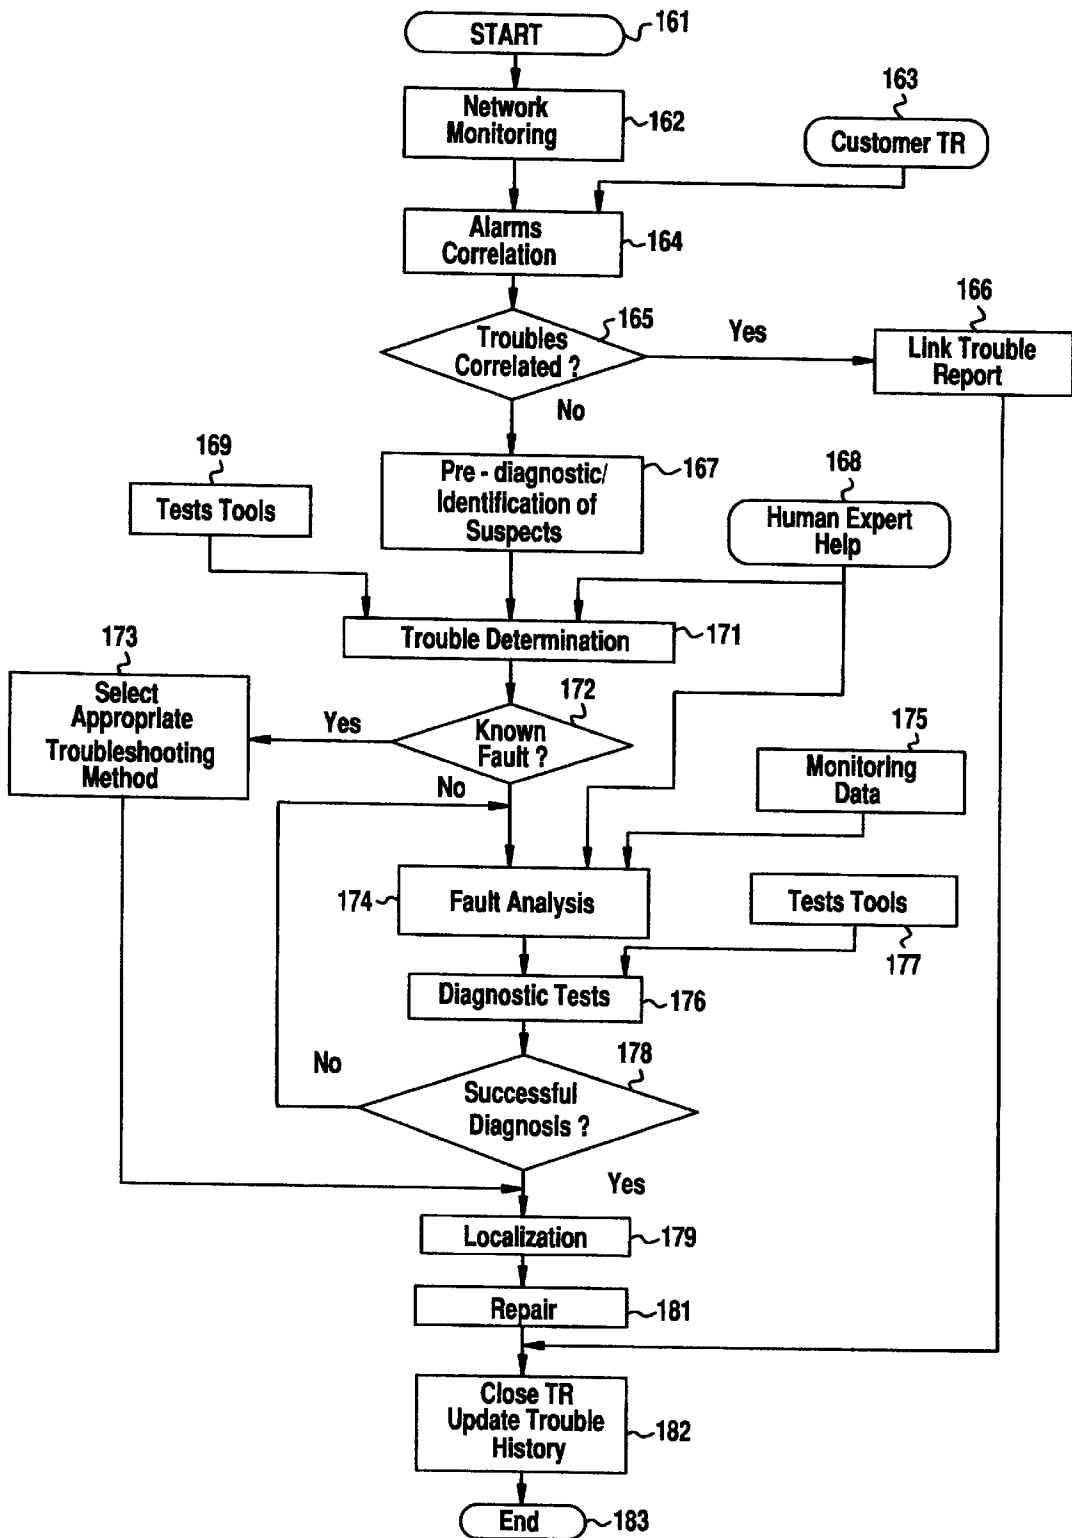 START
161
Network
Monitoring
162
163
Customer TR
Alarms
Correlation
164
165
Troubles
Correlated ?
Yes
166
Link Trouble
Report
No
169
Tests Tools
Pre - diagnostic/
Identification of
Suspects
167
168
Human Expert
Help
Trouble Determination
171
173
Select
Appropriate
Troubleshooting
Method
Yes
172
Known
Fault ?
No
175
Monitoring
Data
174
Fault Analysis
Tests Tools
177
Diagnostic Tests
176
No
178
Successful
Diagnosis ?
Yes
Localization
179
Repair
181
Close TR
Update Trouble
History
182
End
183